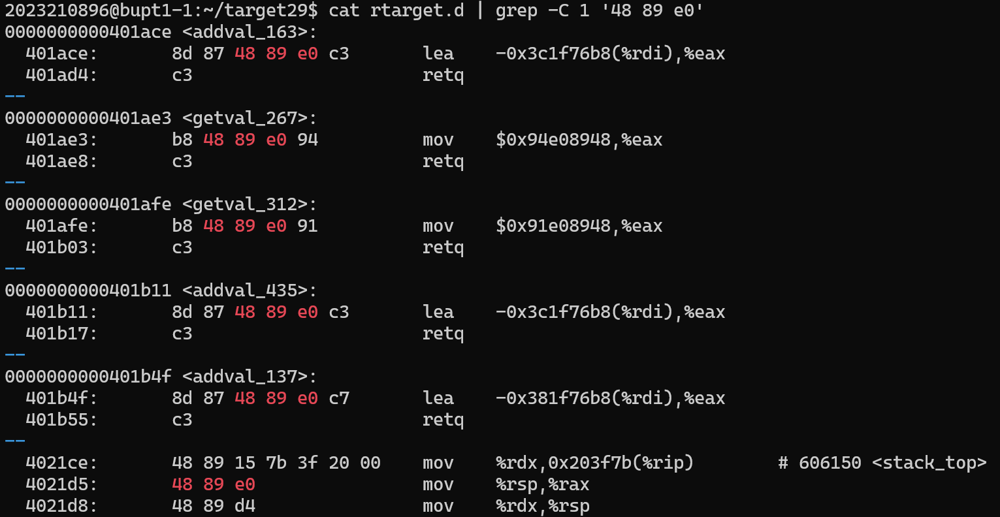 2023210896@bupt1-1:~/target29$ cat rtarget.d | grep -C 1 '48 89 e0'
0000000000401ace <addval_163>:
  401ace:       8d 87 48 89 e0 c3       lea    -0x3c1f76b8(%rdi),%eax
  401ad4:       c3                      retq
--
0000000000401ae3 <getval_267>:
  401ae3:       b8 48 89 e0 94          mov    $0x94e08948,%eax
  401ae8:       c3                      retq
--
0000000000401afe <getval_312>:
  401afe:       b8 48 89 e0 91          mov    $0x91e08948,%eax
  401b03:       c3                      retq
--
0000000000401b11 <addval_435>:
  401b11:       8d 87 48 89 e0 c3       lea    -0x3c1f76b8(%rdi),%eax
  401b17:       c3                      retq
--
0000000000401b4f <addval_137>:
  401b4f:       8d 87 48 89 e0 c7       lea    -0x381f76b8(%rdi),%eax
  401b55:       c3                      retq
--
  4021ce:       48 89 15 7b 3f 20 00    mov    %rdx,0x203f7b(%rip)        # 606150 <stack_top>
  4021d5:       48 89 e0                mov    %rsp,%rax
  4021d8:       48 89 d4                mov    %rdx,%rsp